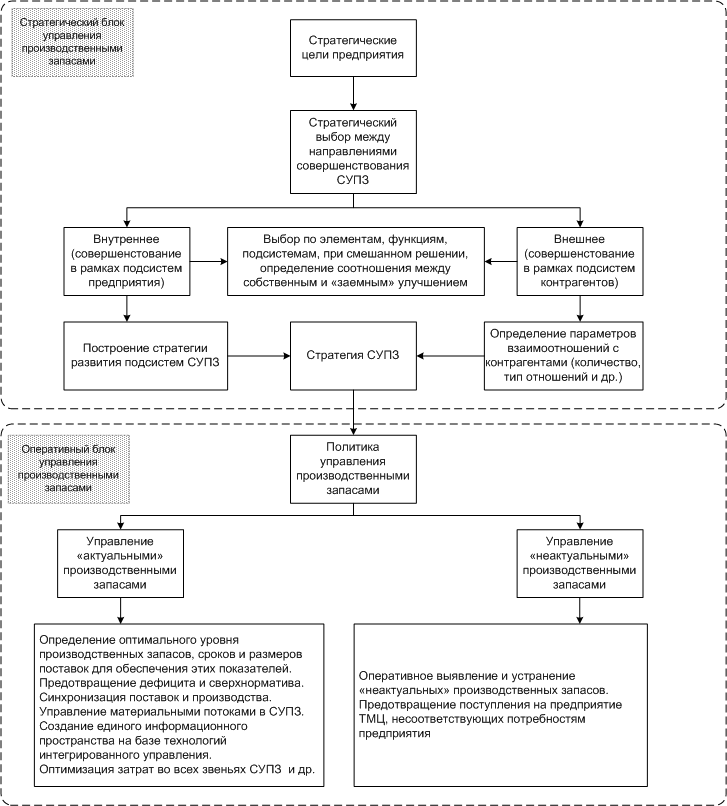 Стратегический блок
управления
производственными
запасами
Стратегические
цели предприятия
Стратегический
выбор между
направлениями
совершенствования
СУПЗ
Внутреннее
(совершенстование
в рамках подсистем
предприятия)
Выбор по элементам, функциям,
подсистемам, при смешанном решении,
определение соотношения между
собственным и «заемным» улучшением
Внешнее
(совершенстование
в рамках подсистем
контрагентов)
Построение стратегии
развития подсистем СУПЗ
Стратегия СУПЗ
Определение параметров
взаимоотношений с
контрагентами (количество,
тип отношений и др.)
Оперативный блок
управления
производственными
запасами
Политика
управления
производственными
запасами
Управление
«актуальными»
производственными
запасами
Управление
«неактуальными»
производственными
запасами
Определение оптимального уровня
производственных запасов, сроков и размеров
поставок для обеспечения этих показателей.
Предотвращение дефицита и сверхнорматива.
Синхронизация поставок и производства.
Управление материальными потоками в СУПЗ.
Создание единого информационного
пространства на базе технологий
интегрированного управления.
Оптимизация затрат во всех звеньях СУПЗ и др.
Оперативное выявление и устранение
«неактуальных» производственных запасов.
Предотвращение поступления на предприятие
ТМЦ, несоответствующих потребностям
предприятия